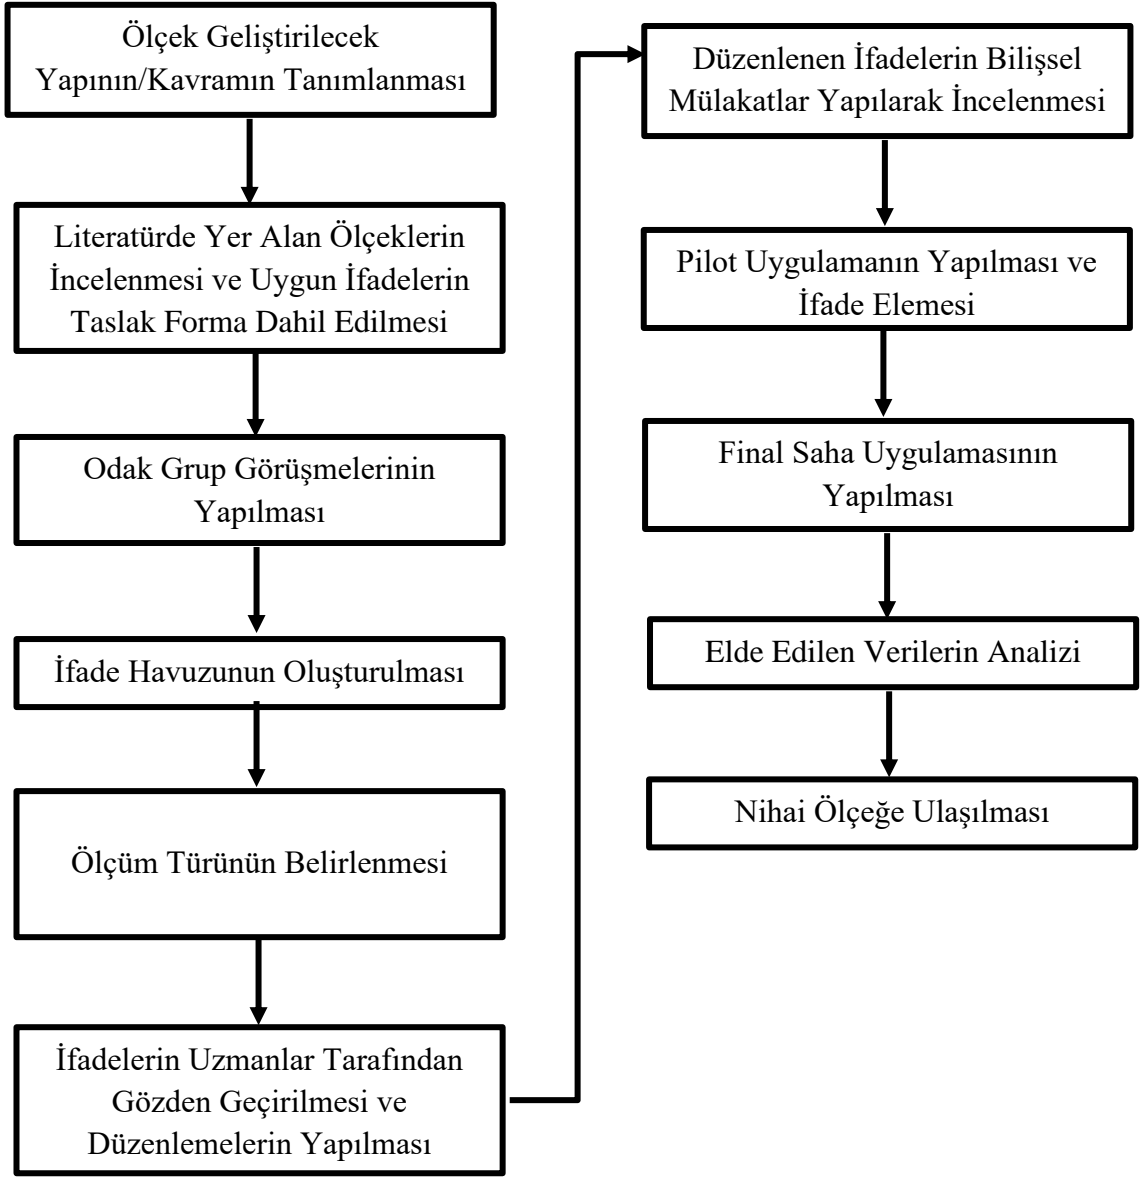 Ölçek Geliştirilecek
Yapının/Kavramın Tanımlanması
Literatürde Yer Alan Ölçeklerin
İncelenmesi ve Uygun İfadelerin
Taslak Forma Dahil Edilmesi
Odak Grup Görüşmelerinin
Yapılması
İfade Havuzunun Oluşturulması
Ölçüm Türünün Belirlenmesi
İfadelerin Uzmanlar Tarafından
Gözden Geçirilmesi ve
Düzenlemelerin Yapılması
Düzenlenen İfadelerin Bilişsel
Mülakatlar Yapılarak İncelenmesi
Pilot Uygulamanın Yapılması ve
İfade Elemesi
Final Saha Uygulamasının
Yapılması
Elde Edilen Verilerin Analizi
Nihai Ölçeğe Ulaşılması